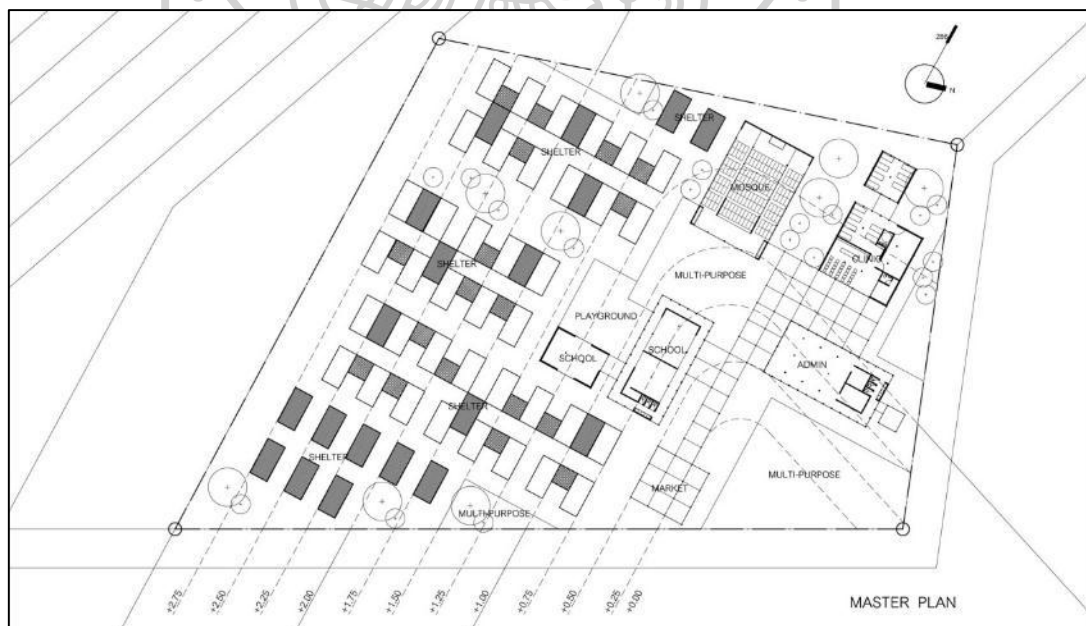 285
N
SHELTER
SHELTER
MOSQUE
CLINIC
SHELTER
MULTI-PURPOSE
PLAYGROUND
SCHOOL
SCHOOL
ADMIN
SHELTER
SHELTER
MULTI-PURPOSE
MARKET
MULTI-PURPOSE
+2.75
+2.50
+2.25
+2.00
+1.75
+1.50
+1.25
+1.00
+0.75
+0.50
+0.25
+0.00
MASTER PLAN